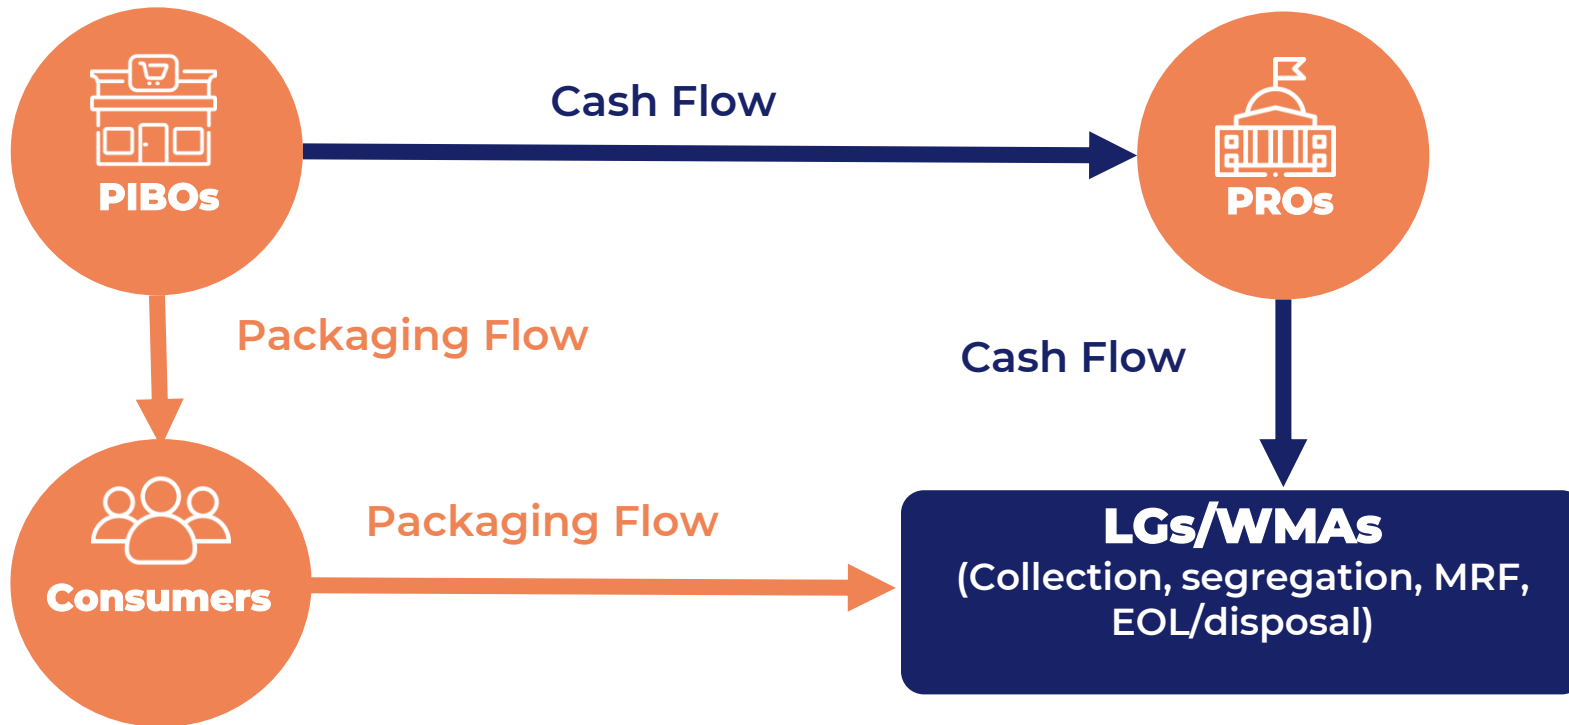 Cash Flow
PIBOs
PROs
Packaging Flow
Cash Flow
Packaging Flow
LGs/WMAs
(Collection, segregation, MRF,
EOL/disposal)
Consumers